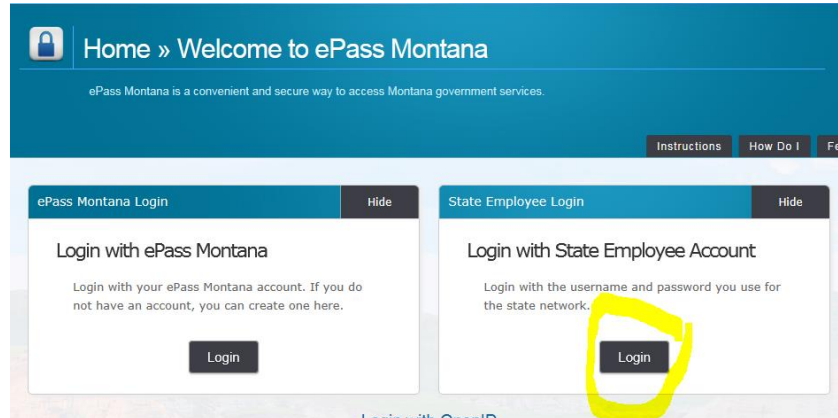 Home » Welcome to ePass Montana
ePass Montana is a convenient and secure way to access Montana government services.
Instructions
How Do I
ePass Montana Login
Hide
Login with ePass Montana
Login with your ePass Montana account. If you do
not have an account, you can create one here.
Login
State Employee Login
Hide
Login with State Employee Account
Login with the username and password you use for
the state network.
Login
Login with OpenID